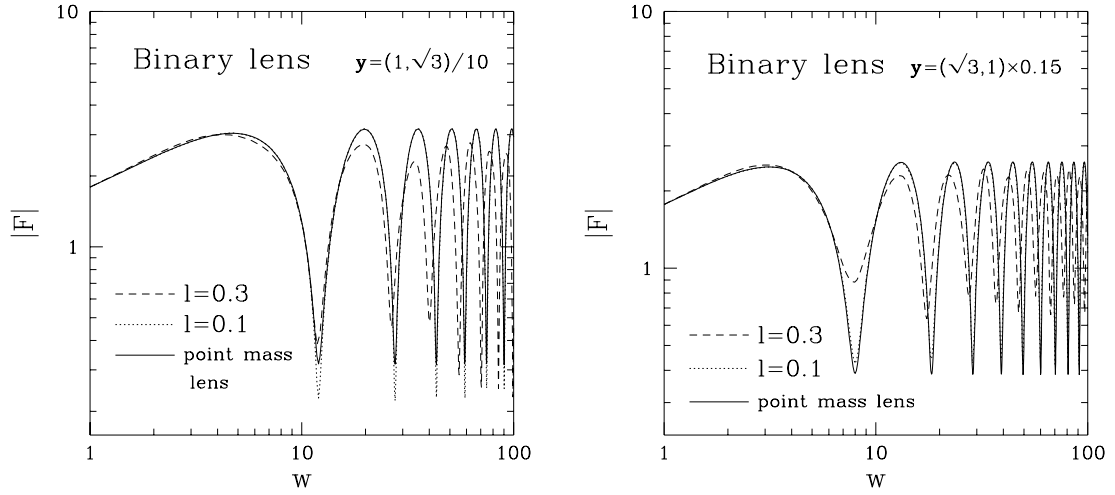 10
Binary lens y=(1,√3)/10
|F|
1
l=0.3
l=0.1
point mass
lens
1 10 100
w
10
Binary lens y=(√3,1)×0.15
|F|
1
l=0.3
l=0.1
point mass lens
1 10 100
w